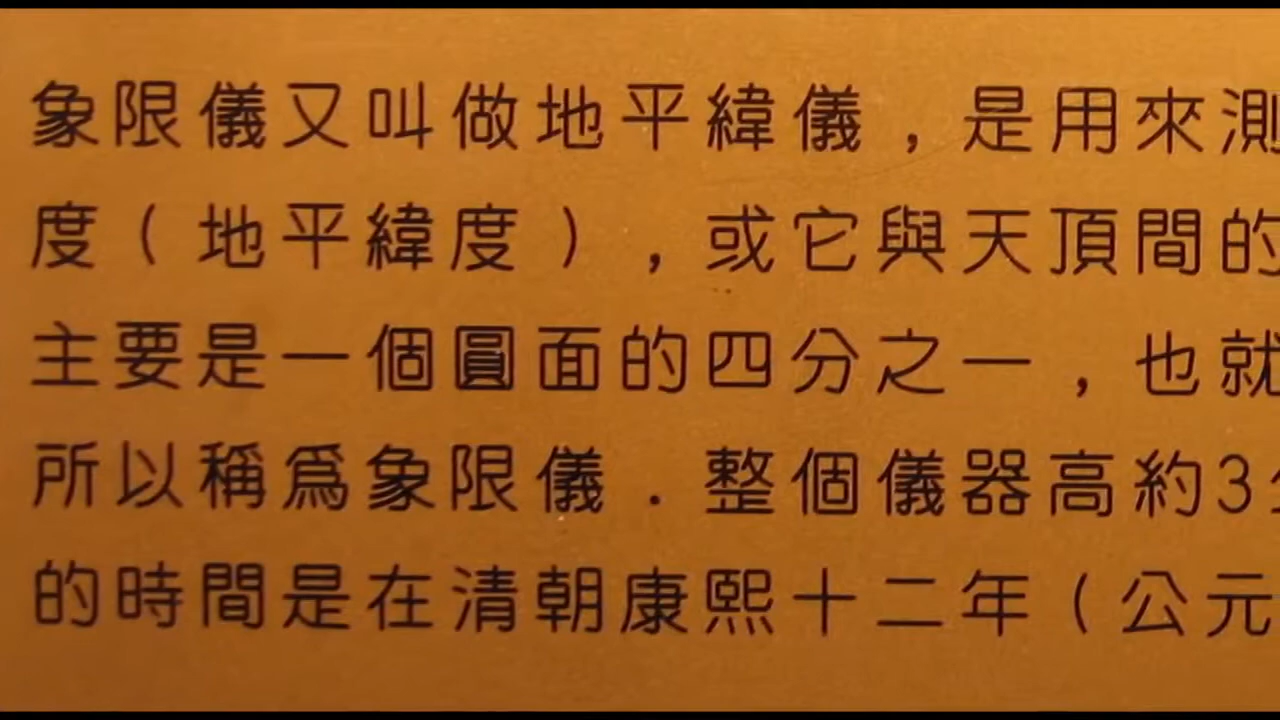 象限儀又叫做地平緯儀，是用來測
度（地平緯度），或它與天頂間的
主要是一個圓面的四分之一，也就
所以稱爲象限儀．整個儀器高約3
的時間是在清朝康熙十二年（公元